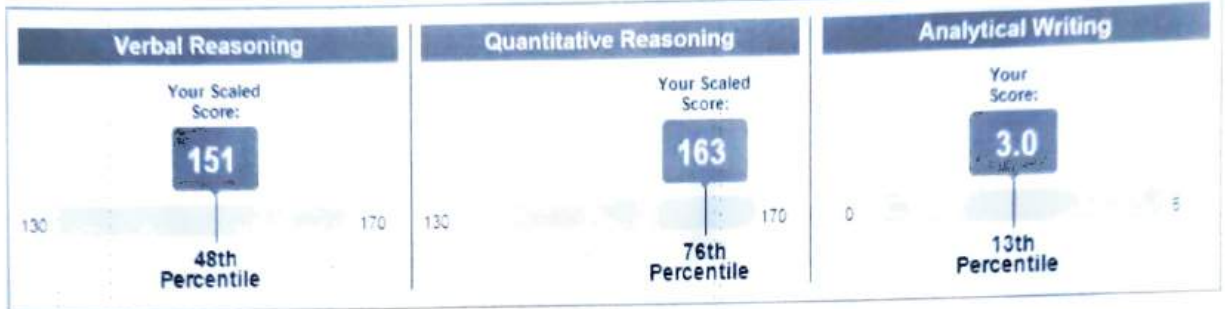 Verbal Reasoning
Your Scaled
Score:
151
130
170
48th
Percentile
Quantitative Reasoning
Your Scaled
Score:
163
130
170
76th
Percentile
Analytical Writing
Your
Score:
3.0
0
6
13th
Percentile